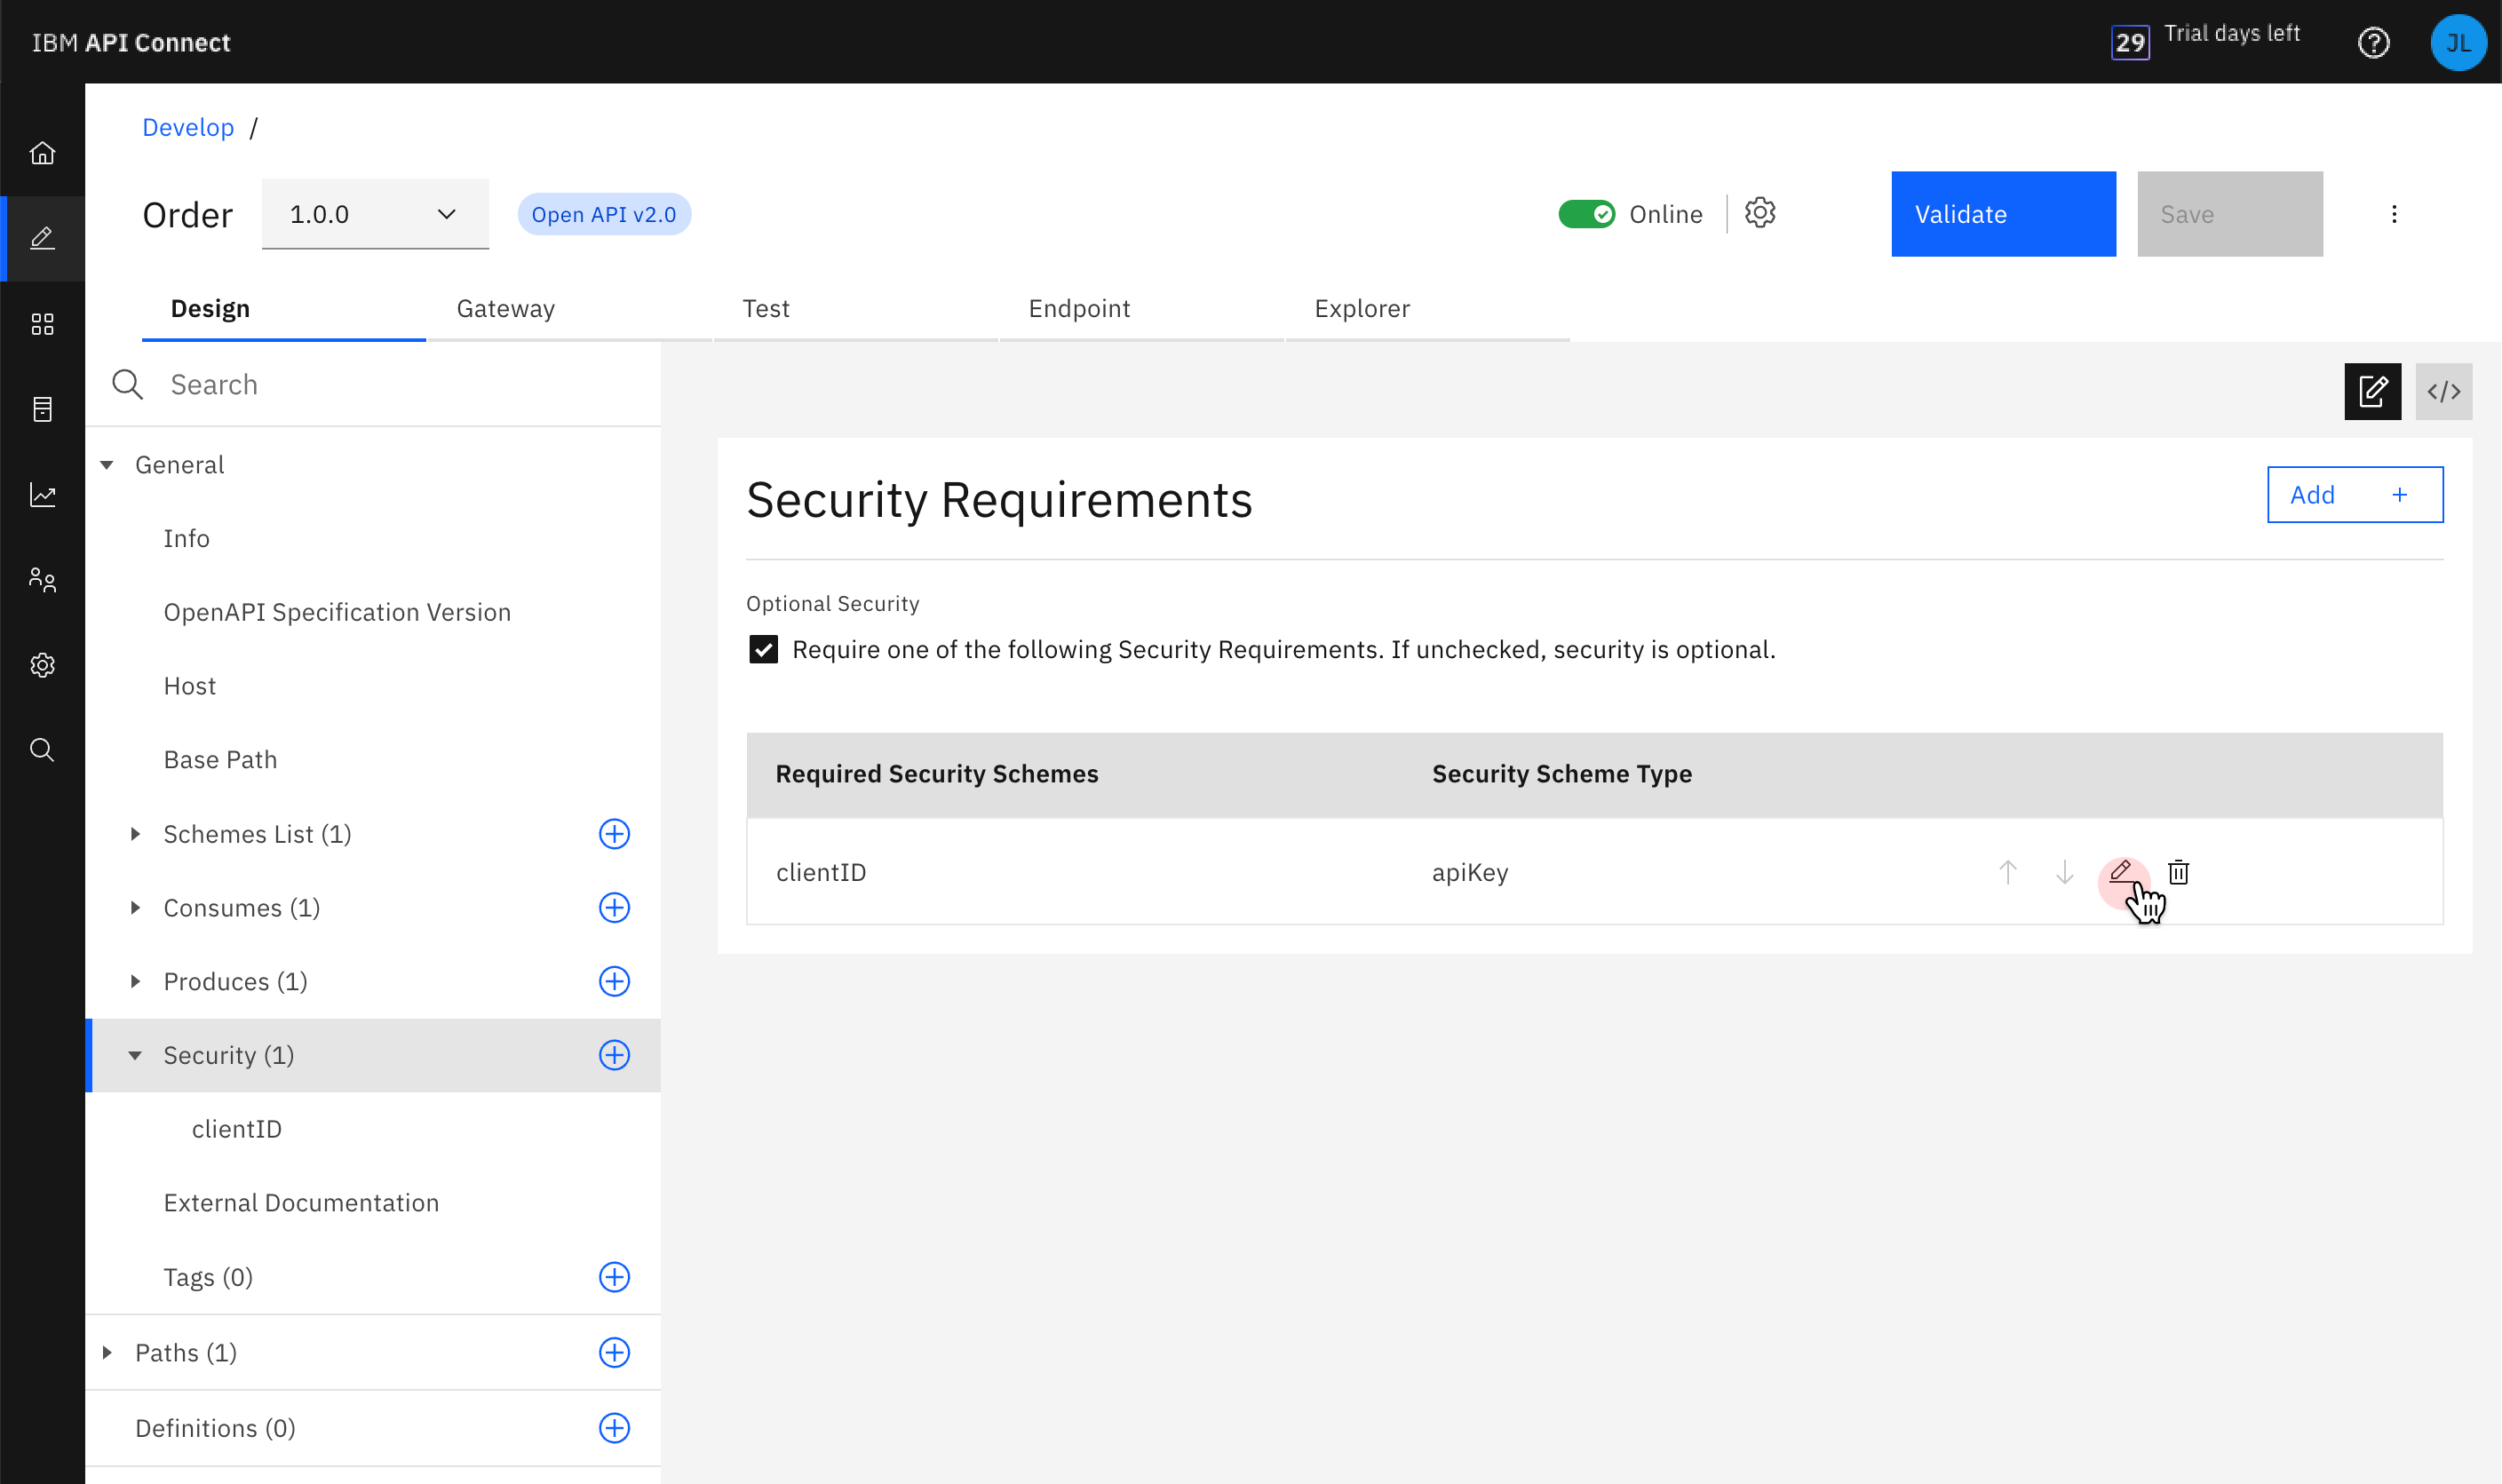 IBM API Connect
29 Trial days left
JL
Develop /
Order
1.0.0
Open API v2.0
Online
Validate
Save
Design
Gateway
Test
Endpoint
Explorer
Search
General
Info
OpenAPI Specification Version
Host
Base Path
Schemes List (1)
Consumes (1)
Produces (1)
Security (1)
clientID
External Documentation
Tags (0)
Paths (1)
Definitions (0)
Security Requirements
Add +
Optional Security
Require one of the following Security Requirements. If unchecked, security is optional.
Required Security Schemes
Security Scheme Type
clientID
apiKey